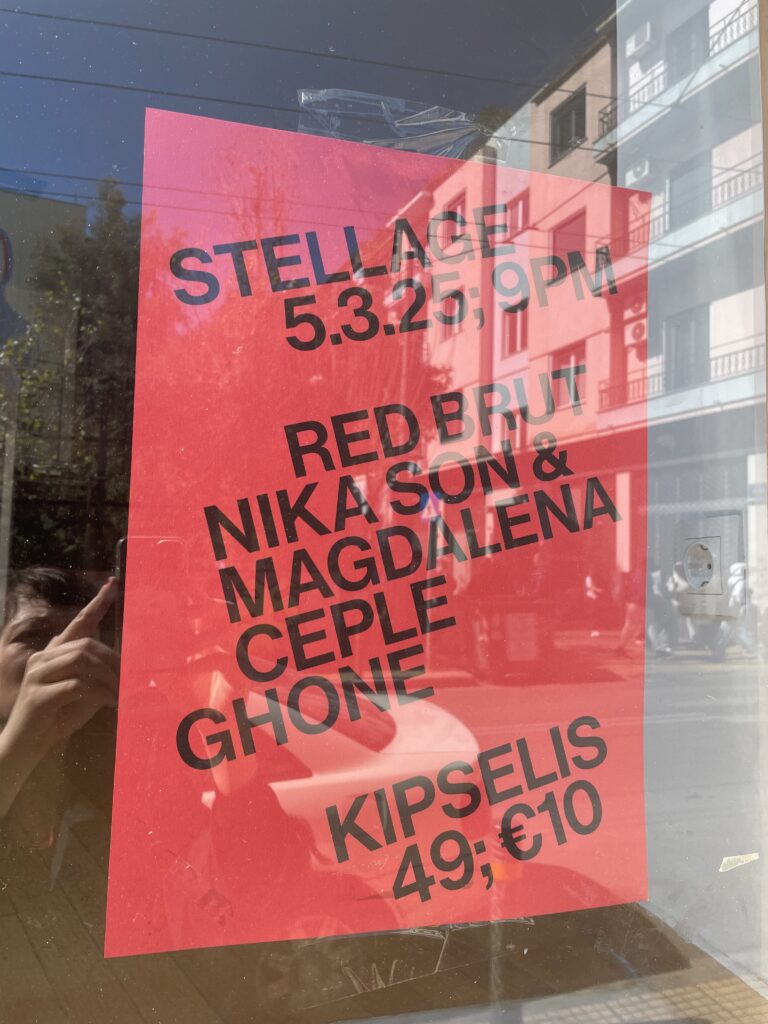 STELLAGE
5.3.25; 9PM
RED BRUT
NIKA SON &
MAGDALENA
CEPLE
GHONE
KIPSELIS
49; €10